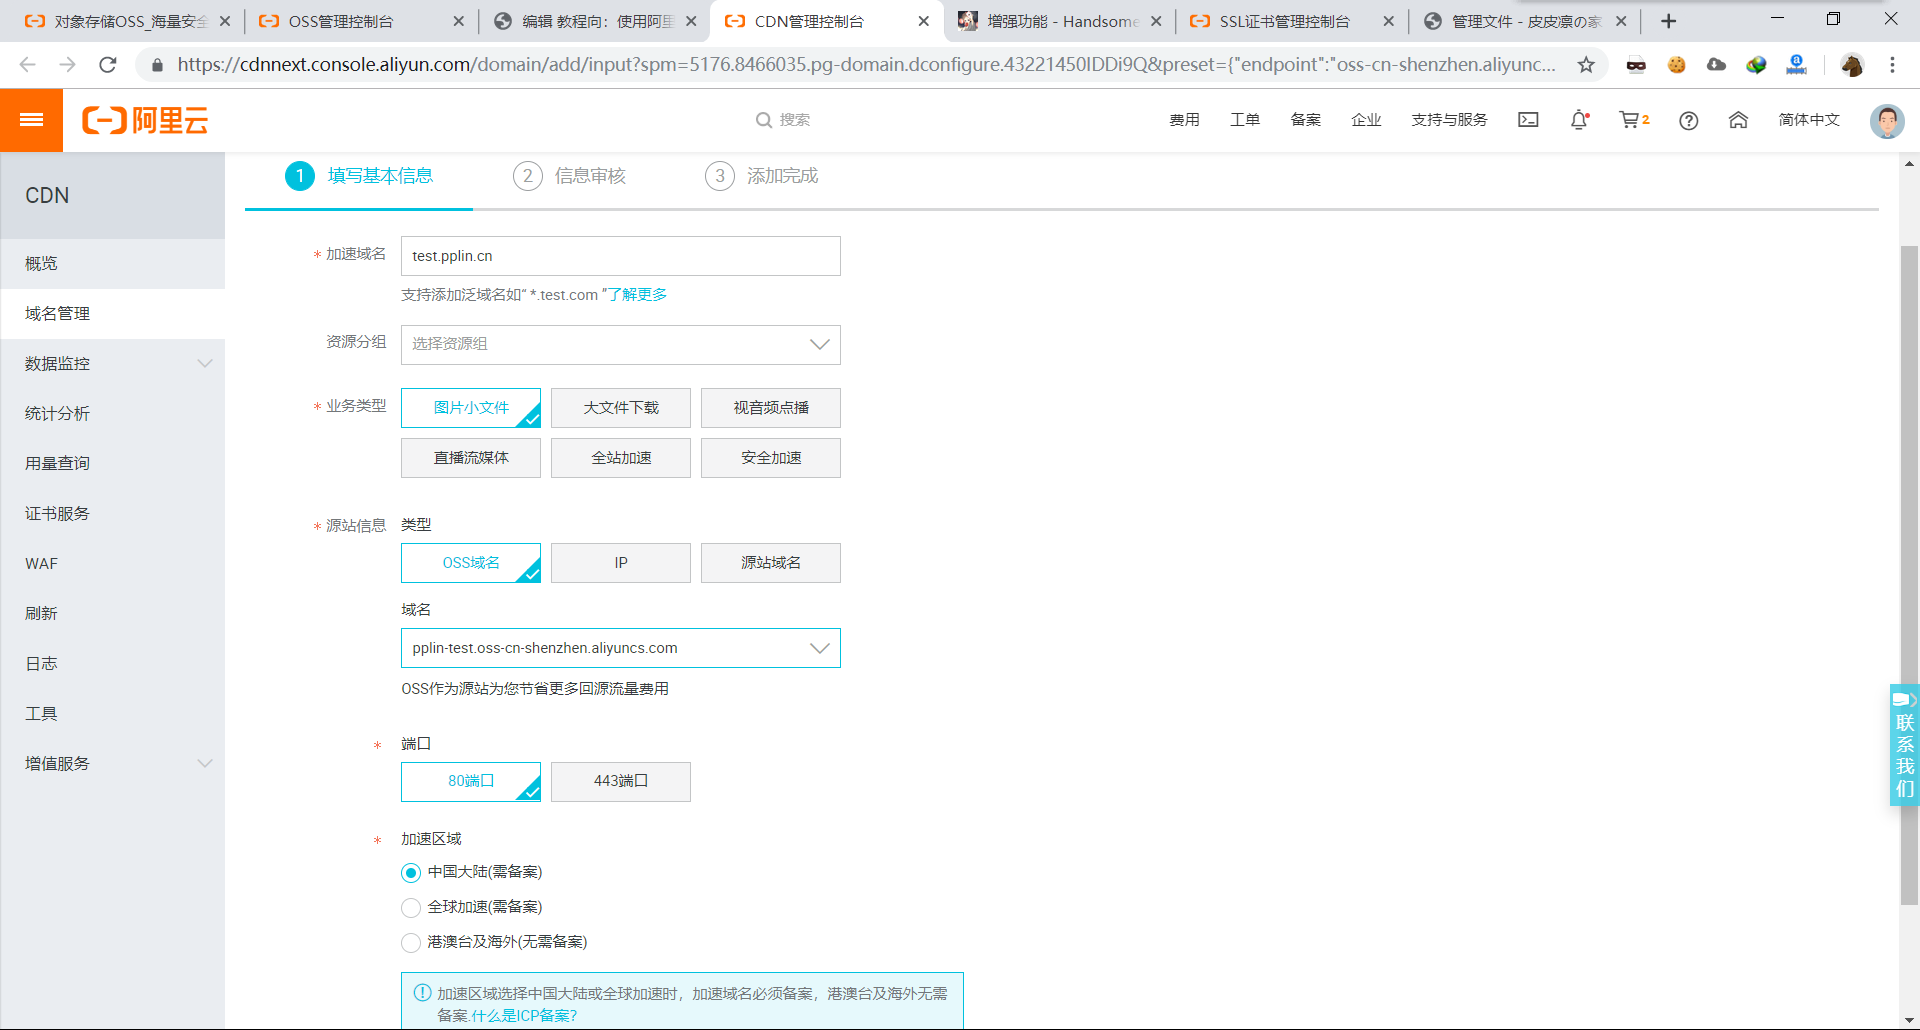 对象存储OSS_海量安全
OSS管理控制台
编辑 教程向：使用阿里
CDN管理控制台
增强功能 - Handsome
SSL证书管理控制台
管理文件 - 皮皮凛の家
https://cdnnext.console.aliyun.com/domain/add/input?spm=5176.8466035.pg-domain.dconfigure.43221450IDDi9Q&preset={"endpoint":"oss-cn-shenzhen.aliyunc...
阿里云
搜索
费用
工单
备案
企业
支持与服务
2
简体中文
CDN
概览
域名管理
数据监控
统计分析
用量查询
证书服务
WAF
刷新
日志
工具
增值服务
1 填写基本信息
2 信息审核
3 添加完成
* 加速域名
test.pplin.cn
支持添加泛域名如“ *.test.com ”了解更多
资源分组
选择资源组
* 业务类型
图片小文件 大文件下载 视音频点播
直播流媒体 全站加速 安全加速
* 源站信息 类型
OSS域名 IP 源站域名
域名
pplin-test.oss-cn-shenzhen.aliyuncs.com
OSS作为源站为您节省更多回源流量费用
* 端口
80端口 443端口
* 加速区域
中国大陆(需备案)
全球加速(需备案)
港澳台及海外(无需备案)
加速区域选择中国大陆或全球加速时，加速域名必须备案，港澳台及海外无需
备案.什么是ICP备案?
联系我们